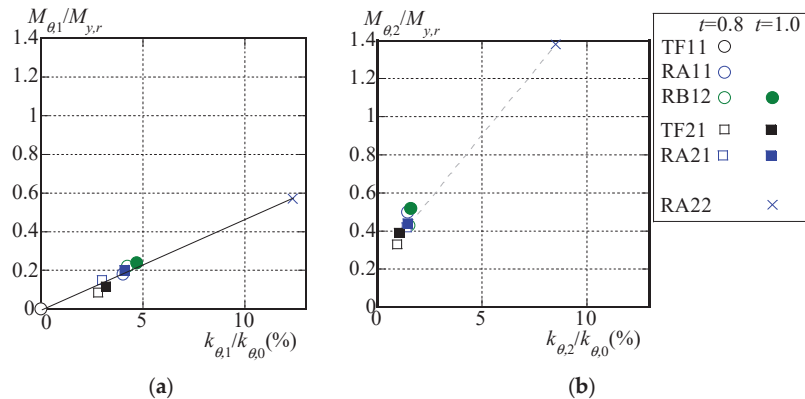 M_{θ,1}/M_{y,r}
1.4
1.2
1
0.8
0.6
0.4
0.2
0
0
5
10
k_{θ,1}/k_{θ,0}(%)
(a)
M_{θ,2}/M_{y,r}
1.4
1.2
1
0.8
0.6
0.4
0.2
0
0
5
10
k_{θ,2}/k_{θ,0}(%)
(b)
t=0.8 t=1.0
TF11
RA11
RB12
TF21
RA21
RA22